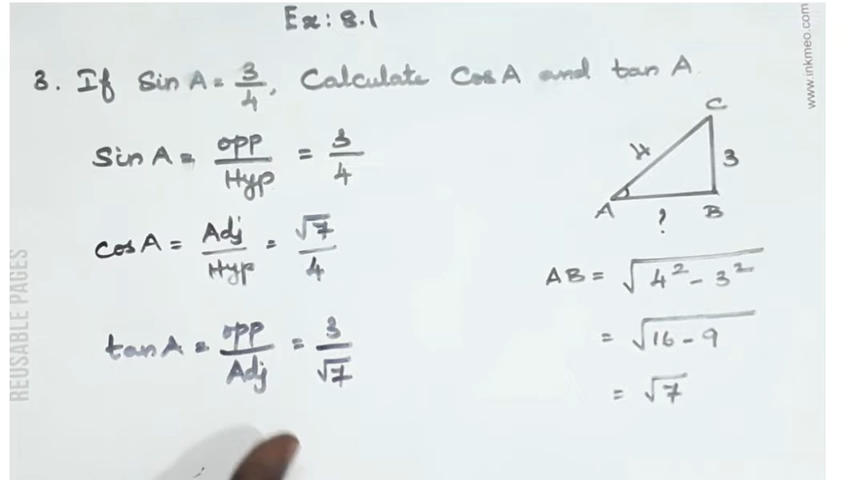 Ex: 8.1
3. If Sin A = 3/4, Calculate Cos A and tan A.
Sin A = opp/Hyp = 3/4
cos A = Adj/Hyp = √7/4
tan A = opp/Adj = 3/√7
C
4
3
A
B
?
AB = √(4² - 3²)
= √(16 - 9)
= √7
www.inkmeo.com
REUSABLE PAGES